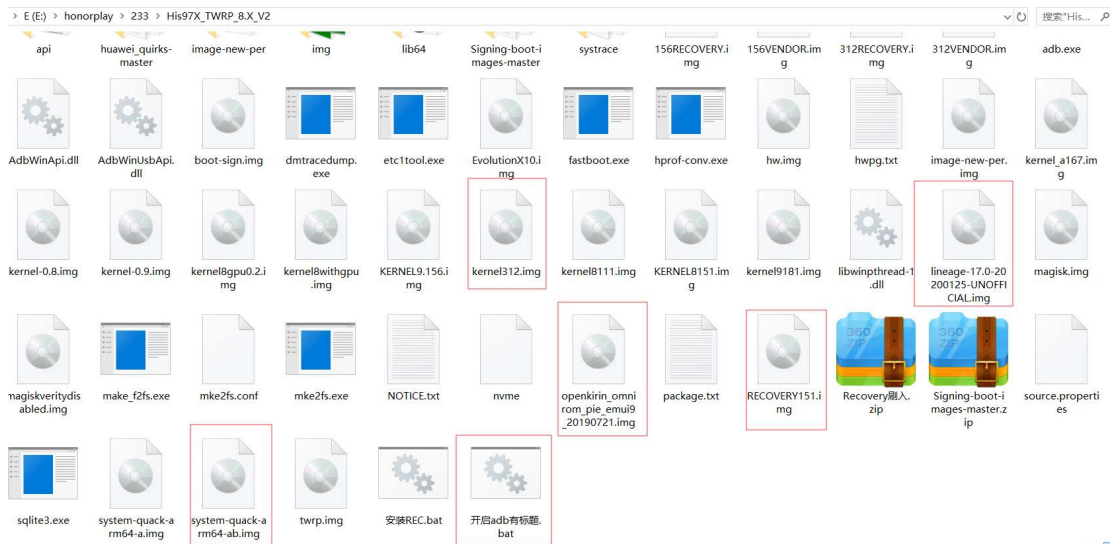 E (E:) > honorplay > 233 > His97X_TWRP_8.X_V2
搜索"His...
api
huawei_quirks-
master
image-new-per
img
lib64
Signing-boot-i
mages-master
systrace
156RECOVERY.i
mg
156VENDOR.im
g
312RECOVERY.i
mg
312VENDOR.im
g
adb.exe
AdbWinApi.dll
AdbWinUsbApi.
dll
boot-sign.img
dmtracedump.
exe
etc1tool.exe
EvolutionX10.i
mg
fastboot.exe
hprof-conv.exe
hw.img
hwpg.txt
image-new-per.
img
kernel_a167.im
g
kernel-0.8.img
kernel-0.9.img
kernel8gpu0.2.i
mg
kernel8withgpu
.img
KERNEL9.156.i
mg
kernel312.img
kernel8111.img
KERNEL8151.im
g
kernel9181.img
libwinpthread-1
.dll
lineage-17.0-20
200125-UNOFFI
CIAL.img
magisk.img
magiskveritydis
abled.img
make_f2fs.exe
mke2fs.conf
mke2fs.exe
NOTICE.txt
nvme
openkirin_omni
rom_pie_emui9
_20190721.img
package.txt
RECOVERY151.i
mg
360
ZIP
Recovery刷入.
zip
360
ZIP
Signing-boot-i
mages-master.z
ip
source.properti
es
sqlite3.exe
system-quack-a
rm64-a.img
system-quack-a
rm64-ab.img
twrp.img
安装REC.bat
开启adb有标题.
bat